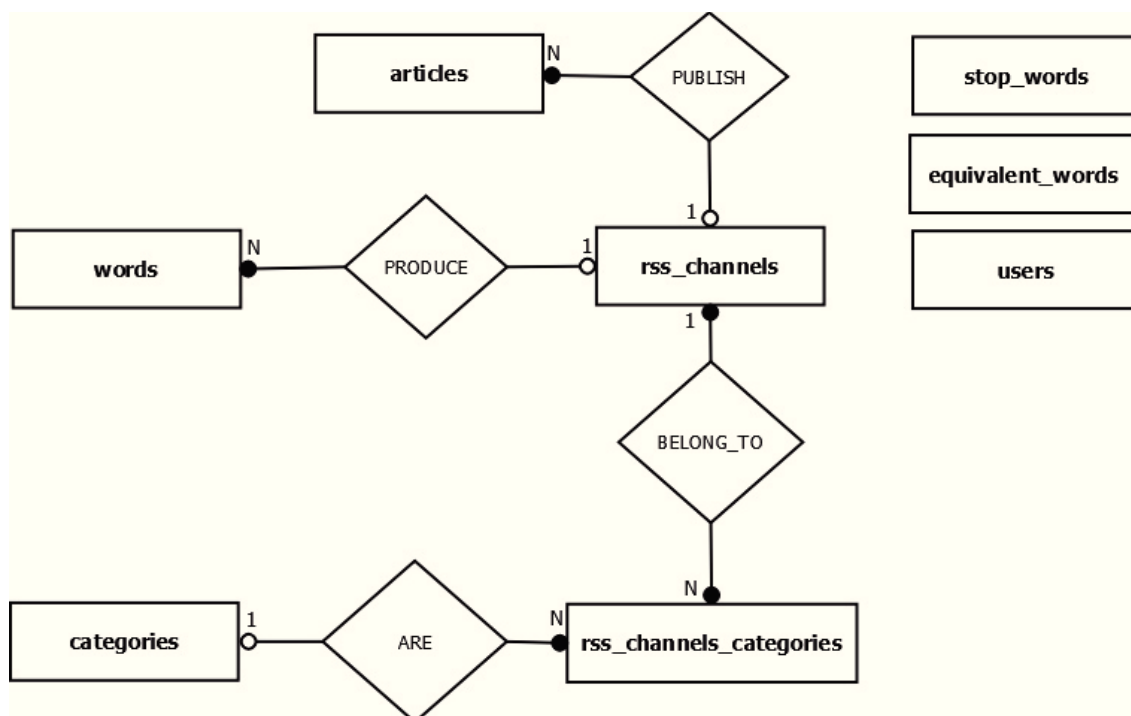 N
articles
PUBLISH
stop_words
equivalent_words
1
N
1
words
PRODUCE
rss_channels
users
1
BELONG_TO
N
1
N
categories
ARE
rss_channels_categories